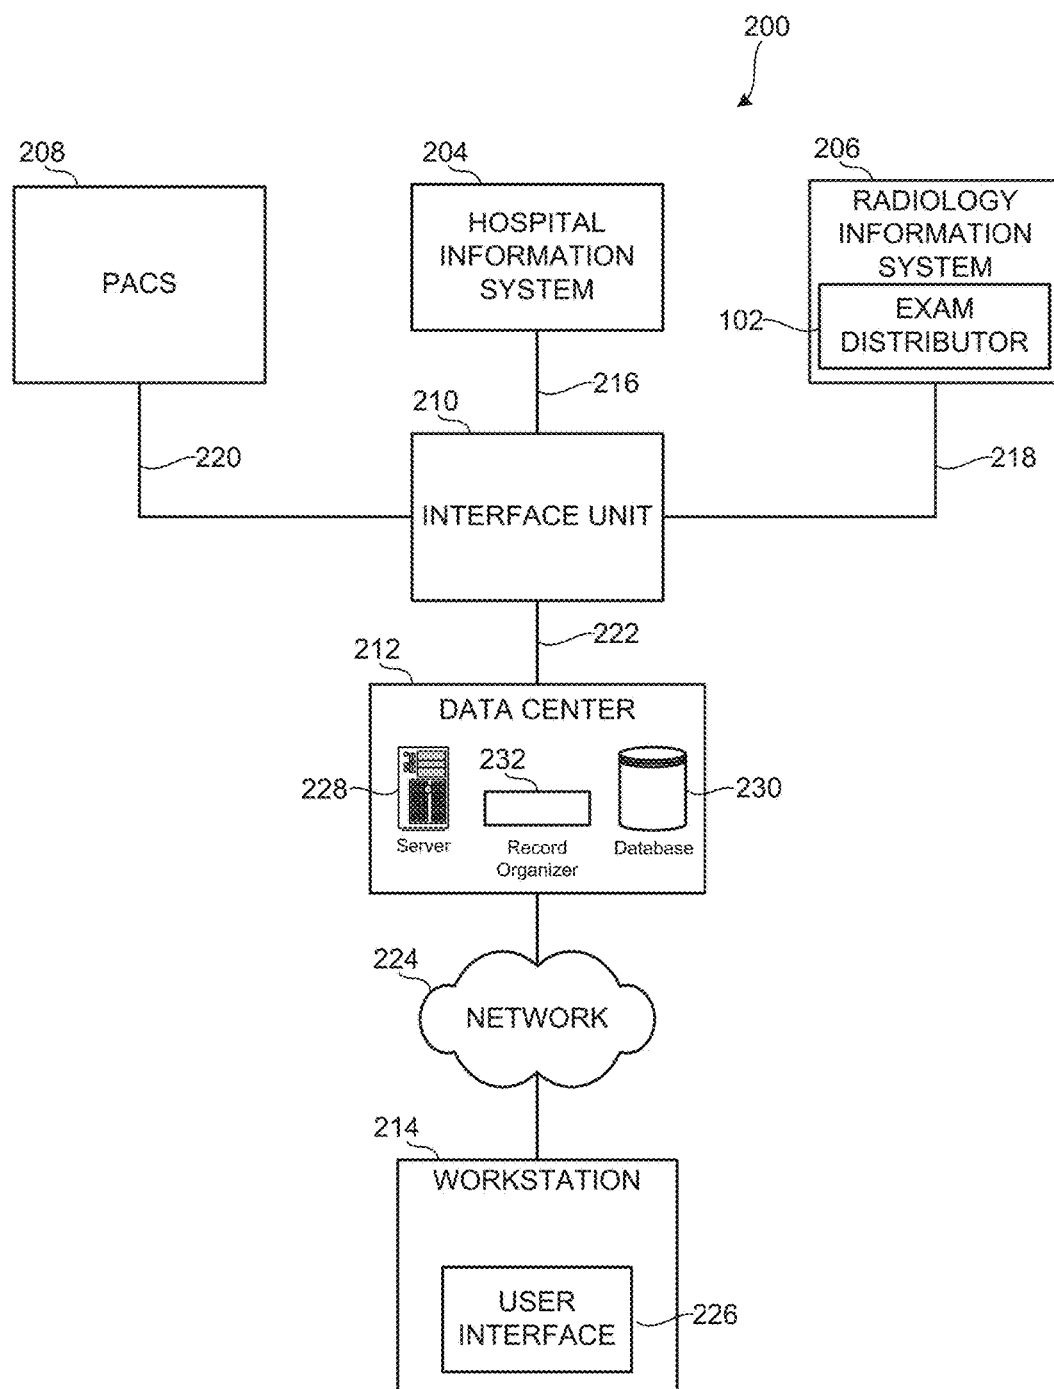 200
208
204
206
PACS
HOSPITAL
INFORMATION
SYSTEM
RADIOLOGY
INFORMATION
SYSTEM
102
EXAM
DISTRIBUTOR
216
210
220
218
INTERFACE UNIT
222
212
DATA CENTER
228
232
230
Server
Record
Organizer
Database
224
NETWORK
214
WORKSTATION
USER
INTERFACE
226